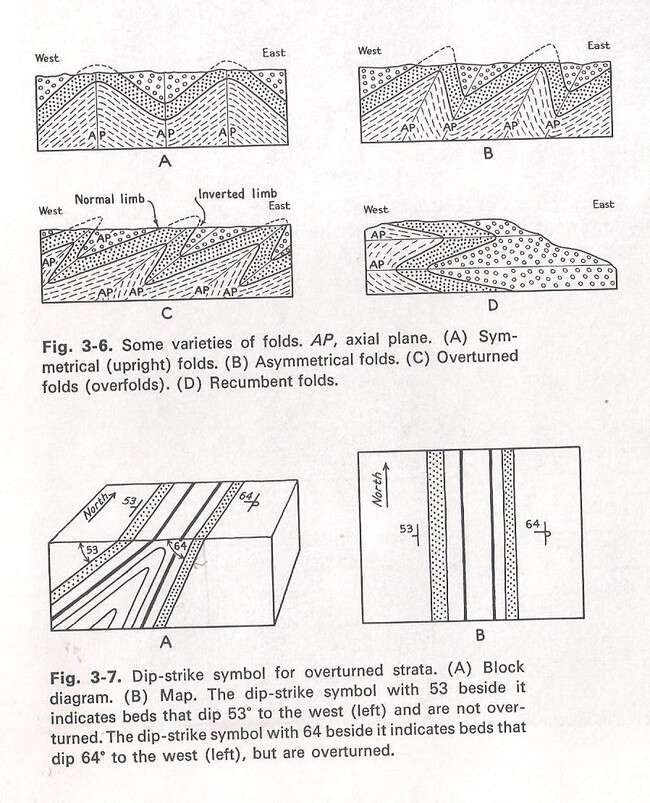 West
East
AP
AP
AP
A
West
East
AP
AP
AP
AP
B
Normal limb
Inverted limb
West
East
AP
AP
AP
AP
AP
AP
C
West
East
AP
AP
D
Fig. 3-6. Some varieties of folds. AP, axial plane. (A) Sym-
metrical (upright) folds. (B) Asymmetrical folds. (C) Overturned
folds (overfolds). (D) Recumbent folds.
North
53
64
53
64
A
North
53
64
B
Fig. 3-7. Dip-strike symbol for overturned strata. (A) Block
diagram. (B) Map. The dip-strike symbol with 53 beside it
indicates beds that dip 53° to the west (left) and are not over-
turned. The dip-strike symbol with 64 beside it indicates beds that
dip 64° to the west (left), but are overturned.